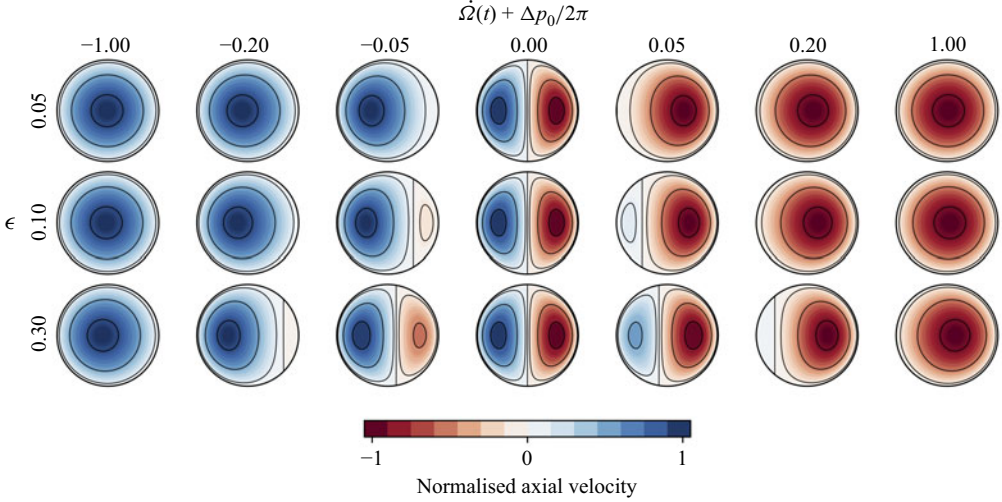 Ω̇(t) + Δp₀/2π
−1.00 −0.20 −0.05 0.00 0.05 0.20 1.00
0.05
ϵ 0.10
0.30
−1 0 1
Normalised axial velocity